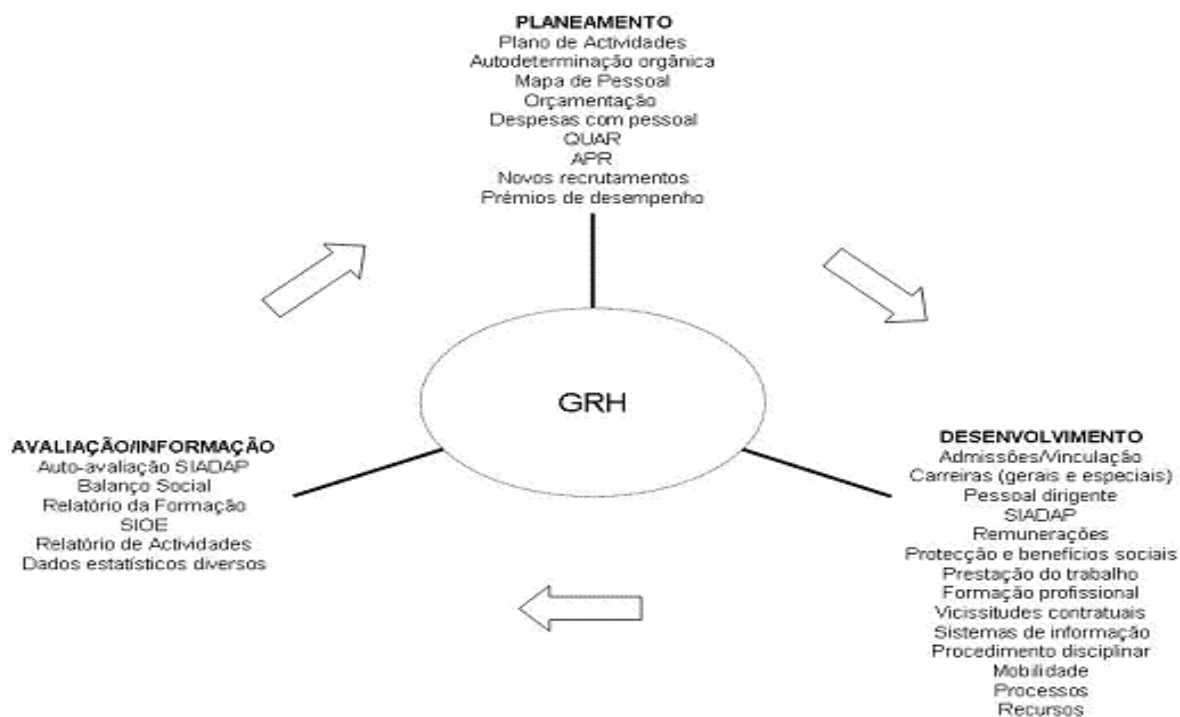 PLANEAMENTO
Plano de Actividades
Autodeterminação orgânica
Mapa de Pessoal
Orçamentação
Despesas com pessoal
QUAR
APR
Novos recrutamentos
Prémios de desempenho
GRH
AVALIAÇÃO/INFORMAÇÃO
Auto-avaliação SIADAP
Balanço Social
Relatório da Formação
SIOE
Relatório de Actividades
Dados estatísticos diversos
DESENVOLVIMENTO
Admissões/Vinculação
Carreiras (gerais e especiais)
Pessoal dirigente
SIADAP
Remunerações
Protecção e benefícios sociais
Prestação do trabalho
Formação profissional
Vicissitudes contratuais
Sistemas de informação
Procedimento disciplinar
Mobilidade
Processos
Recursos